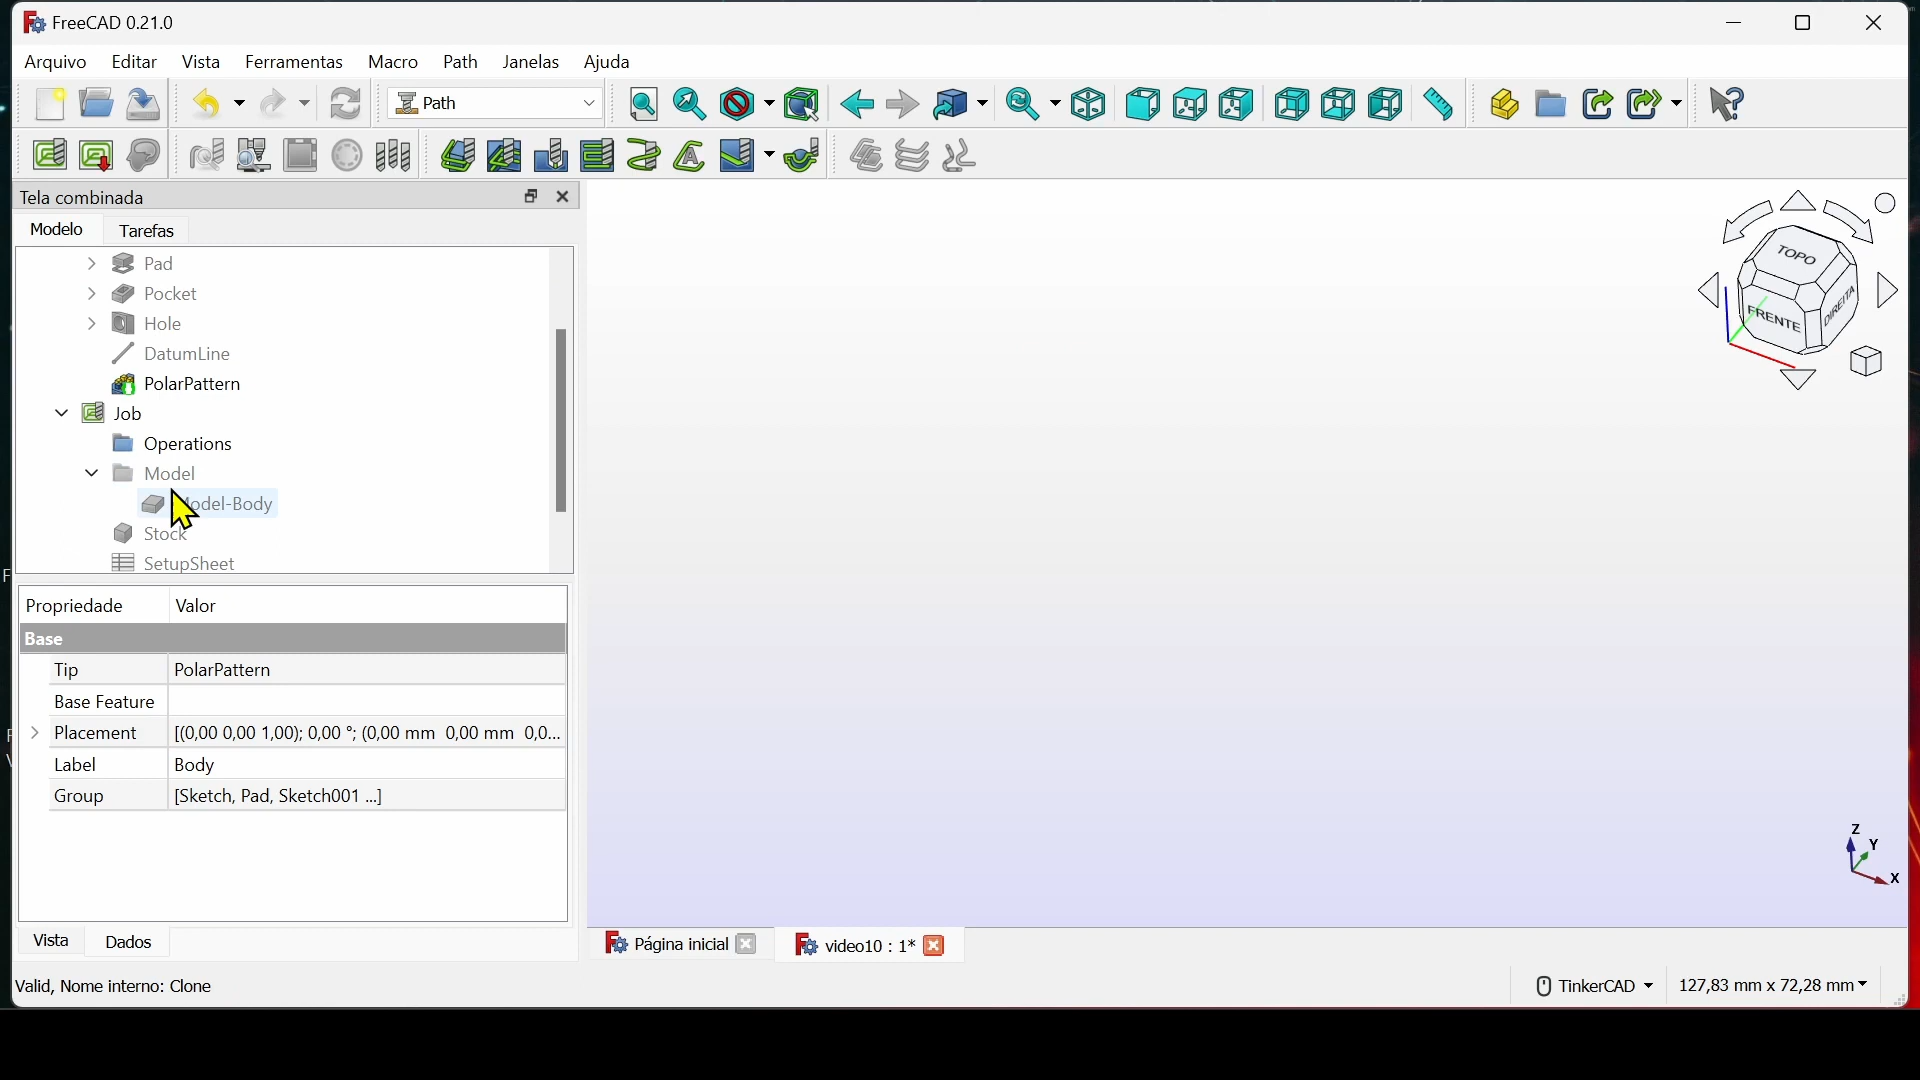 FreeCAD 0.21.0
Arquivo Editar Vista Ferramentas Macro Path Janelas Ajuda
Path
Tela combinada
Modelo Tarefas
Pad
Pocket
Hole
DatumLine
PolarPattern
Job
Operations
Model
odel-Body
Stock
SetupSheet
Propriedade Valor
Base
Tip PolarPattern
Base Feature
Placement [(0,00 0,00 1,00); 0,00 °; (0,00 mm 0,00 mm 0,0...
Label Body
Group [Sketch, Pad, Sketch001 ...]
Vista Dados
TOPO
FRENTE
DIREITA
Z
Y
X
Página inicial video10 : 1*
Valid, Nome interno: Clone
TinkerCAD 127,83 mm x 72,28 mm